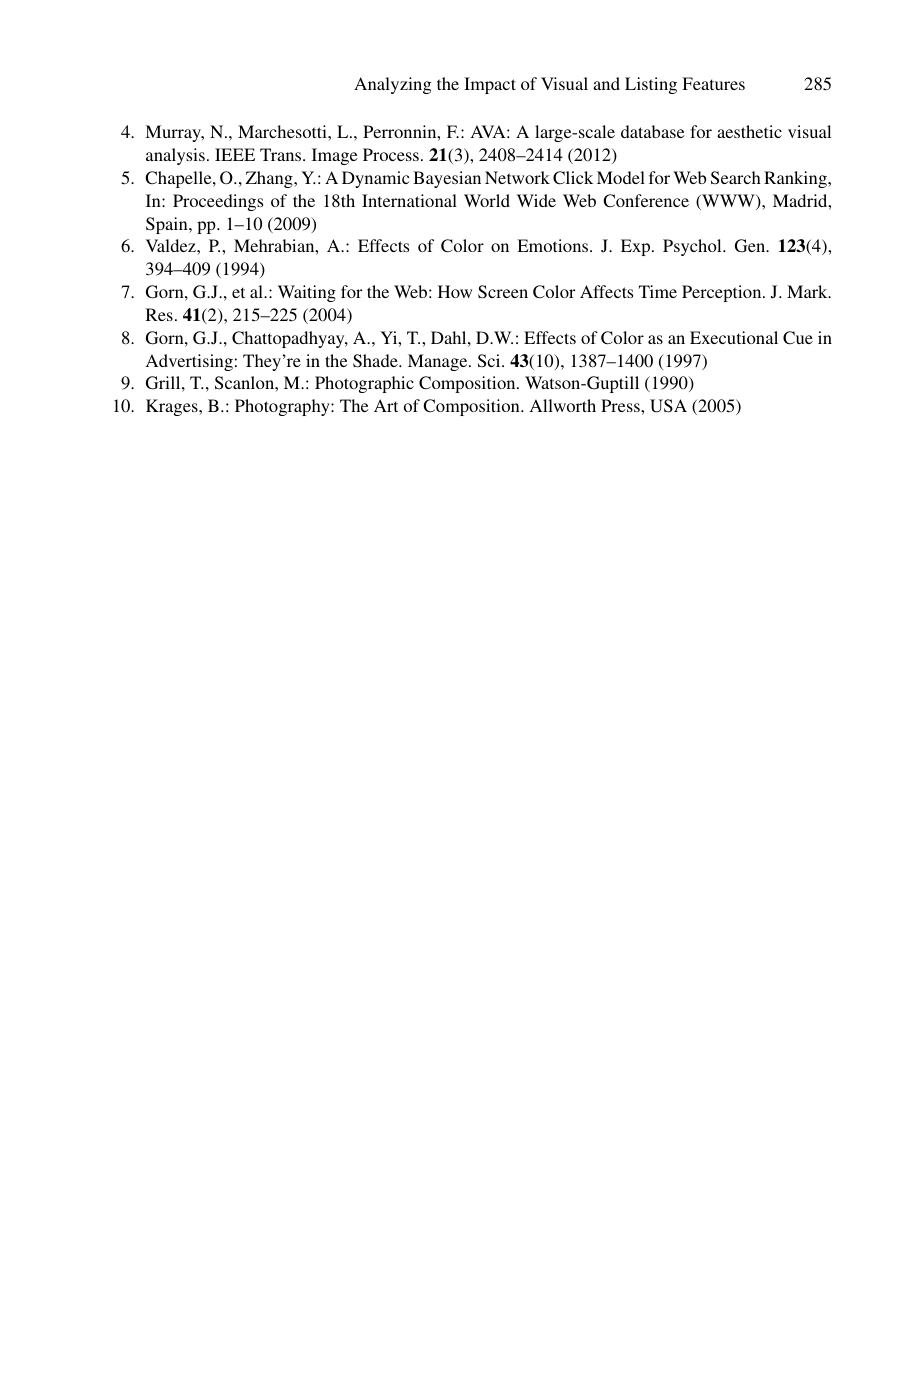 Analyzing the Impact of Visual and Listing Features 285
4. Murray, N., Marchesotti, L., Perronnin, F.: AVA: A large-scale database for aesthetic visual
analysis. IEEE Trans. Image Process. 21(3), 2408–2414 (2012)
5. Chapelle, O., Zhang, Y.: A Dynamic Bayesian Network Click Model for Web Search Ranking,
In: Proceedings of the 18th International World Wide Web Conference (WWW), Madrid,
Spain, pp. 1–10 (2009)
6. Valdez, P., Mehrabian, A.: Effects of Color on Emotions. J. Exp. Psychol. Gen. 123(4),
394–409 (1994)
7. Gorn, G.J., et al.: Waiting for the Web: How Screen Color Affects Time Perception. J. Mark.
Res. 41(2), 215–225 (2004)
8. Gorn, G.J., Chattopadhyay, A., Yi, T., Dahl, D.W.: Effects of Color as an Executional Cue in
Advertising: They’re in the Shade. Manage. Sci. 43(10), 1387–1400 (1997)
9. Grill, T., Scanlon, M.: Photographic Composition. Watson-Guptill (1990)
10. Krages, B.: Photography: The Art of Composition. Allworth Press, USA (2005)